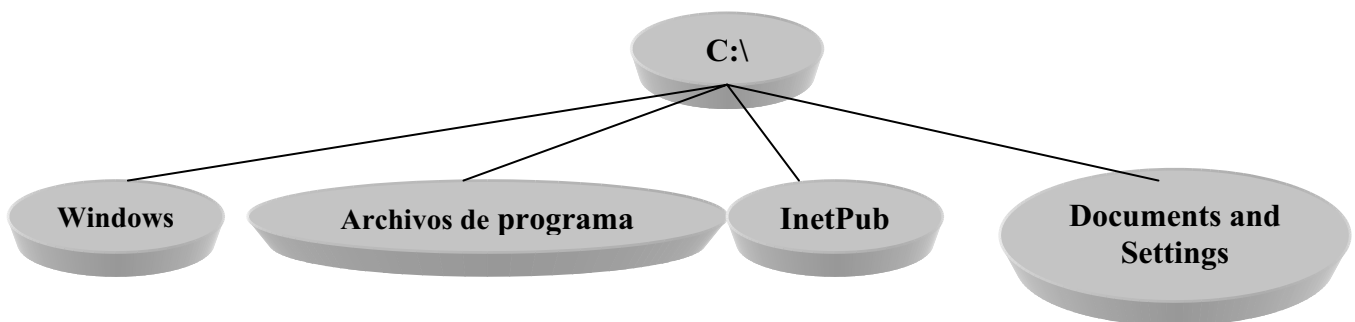 C:\
Windows
Archivos de programa
InetPub
Documents and
Settings